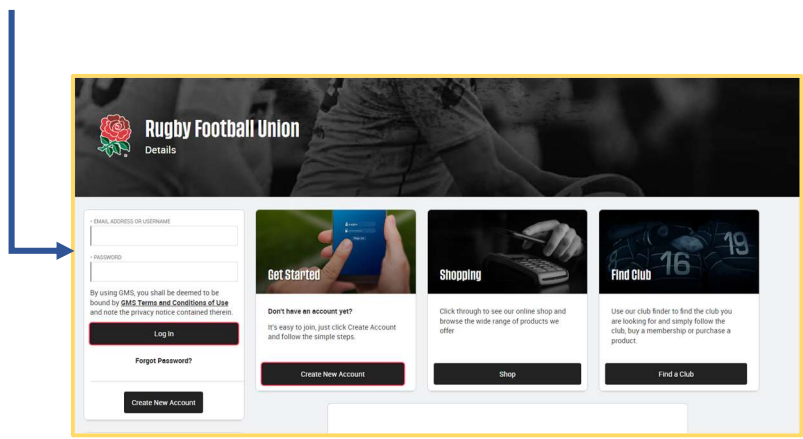 Rugby Football Union
Details
• EMAIL ADDRESS OR USERNAME
• PASSWORD
By using GMS, you shall be deemed to be
bound by GMS Terms and Conditions of Use
and note the privacy notice contained therein.
Log In
Forgot Password?
Create New Account
Get Started
Don't have an account yet?
It's easy to join, just click Create Account
and follow the simple steps.
Create New Account
Shopping
Click through to see our online shop and
browse the wide range of products we
offer
Shop
16
19
Find Club
Use our club finder to find the club you
are looking for and simply follow the
club, buy a membership or purchase a
product
Find a Club